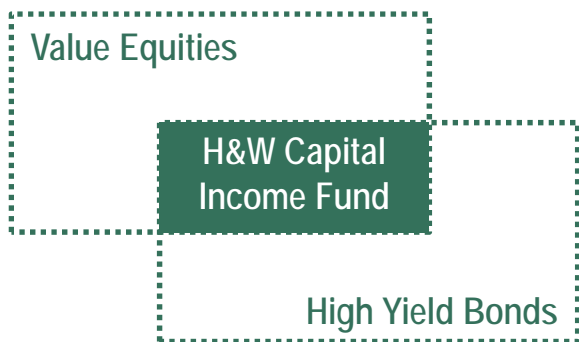 Value Equities
H&W Capital
Income Fund
High Yield Bonds